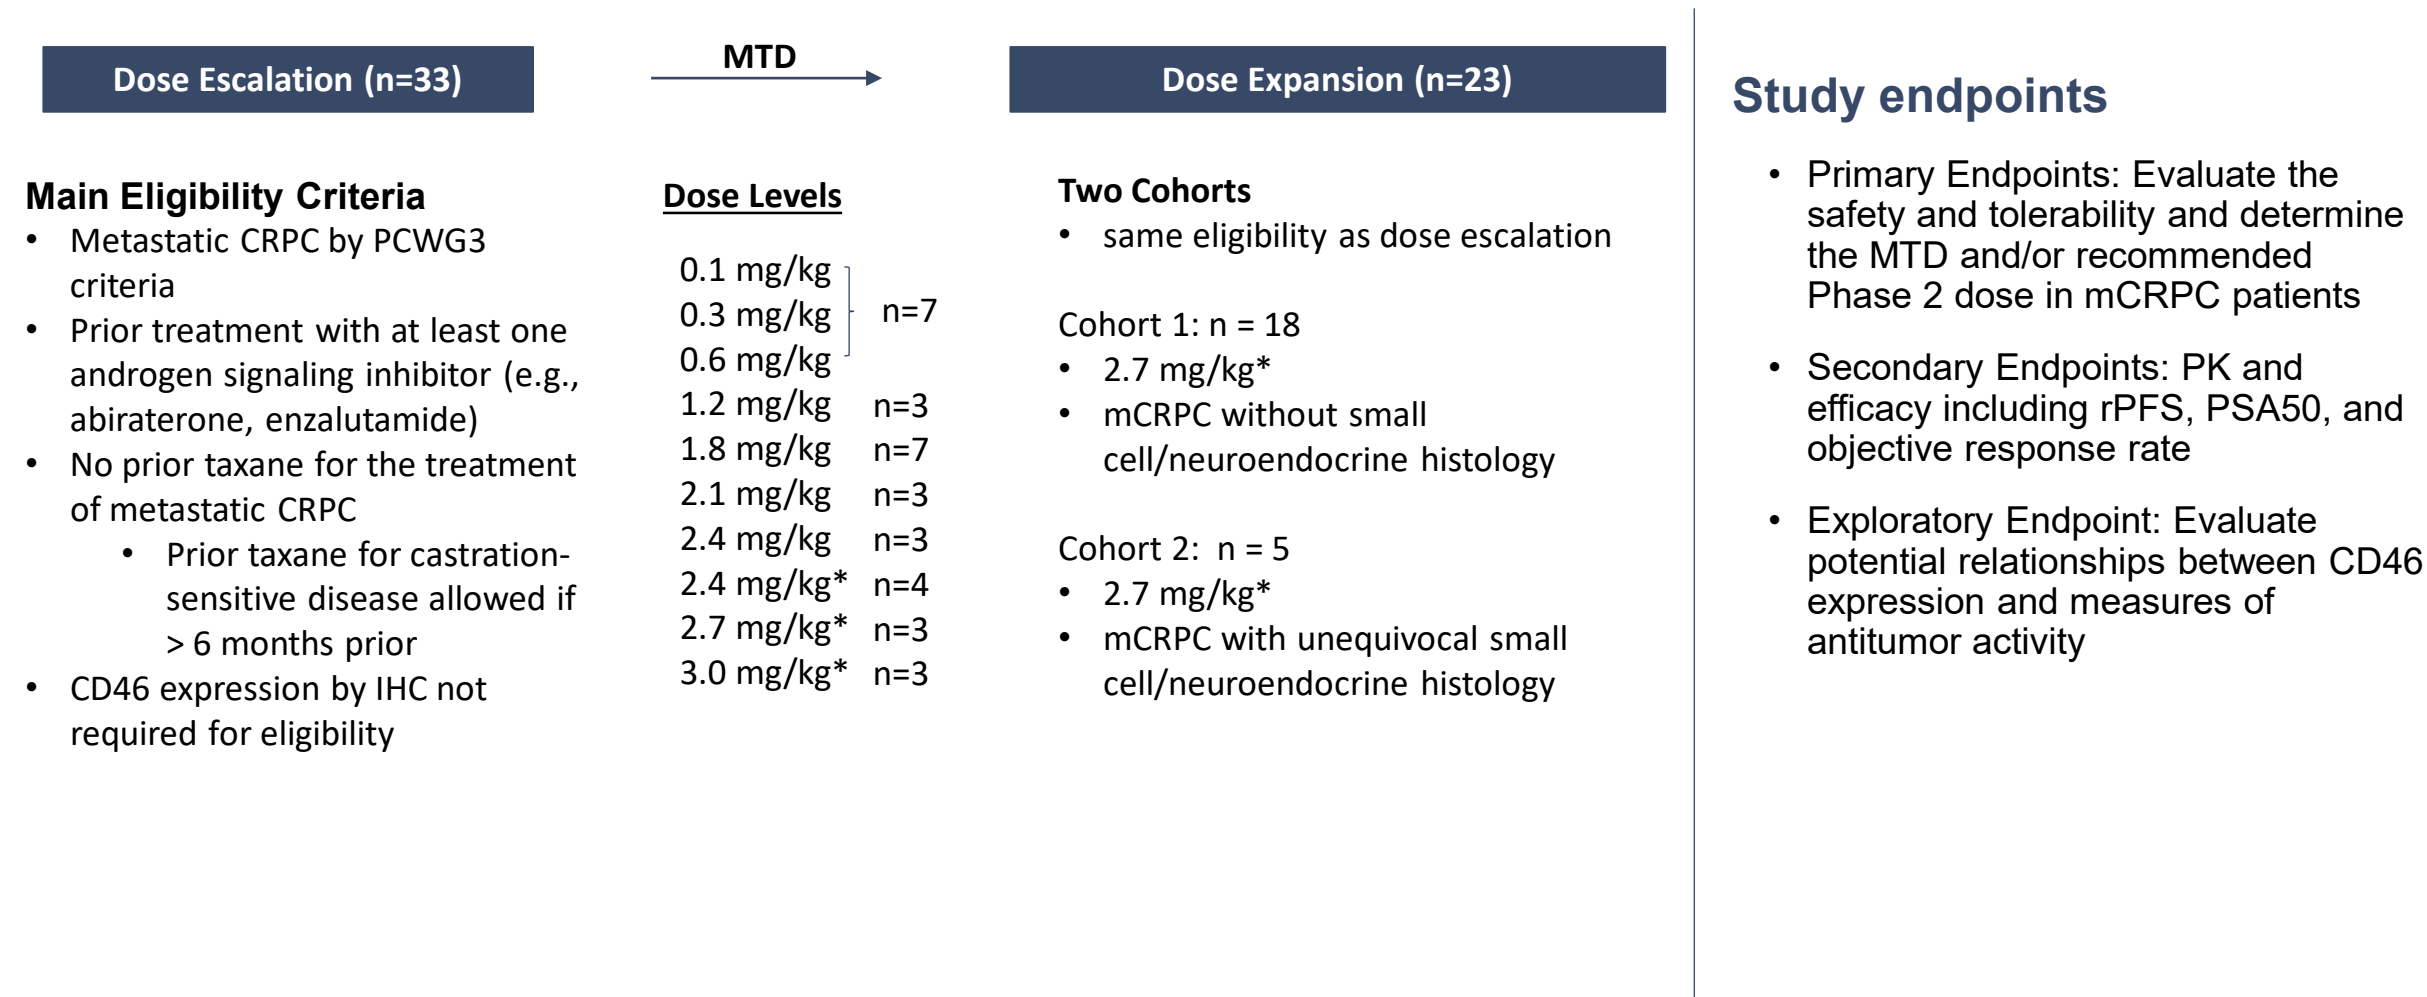 Dose Escalation (n=33)
MTD
Dose Expansion (n=23)
Main Eligibility Criteria
• Metastatic CRPC by PCWG3
criteria
• Prior treatment with at least one
androgen signaling inhibitor (e.g.,
abiraterone, enzalutamide)
• No prior taxane for the treatment
of metastatic CRPC
• Prior taxane for castration-
sensitive disease allowed if
> 6 months prior
• CD46 expression by IHC not
required for eligibility
Dose Levels
0.1 mg/kg
0.3 mg/kg n=7
0.6 mg/kg
1.2 mg/kg n=3
1.8 mg/kg n=7
2.1 mg/kg n=3
2.4 mg/kg n=3
2.4 mg/kg* n=4
2.7 mg/kg* n=3
3.0 mg/kg* n=3
Two Cohorts
• same eligibility as dose escalation
Cohort 1: n = 18
• 2.7 mg/kg*
• mCRPC without small
cell/neuroendocrine histology
Cohort 2: n = 5
• 2.7 mg/kg*
• mCRPC with unequivocal small
cell/neuroendocrine histology
Study endpoints
• Primary Endpoints: Evaluate the
safety and tolerability and determine
the MTD and/or recommended
Phase 2 dose in mCRPC patients
• Secondary Endpoints: PK and
efficacy including rPFS, PSA50, and
objective response rate
• Exploratory Endpoint: Evaluate
potential relationships between CD46
expression and measures of
antitumor activity